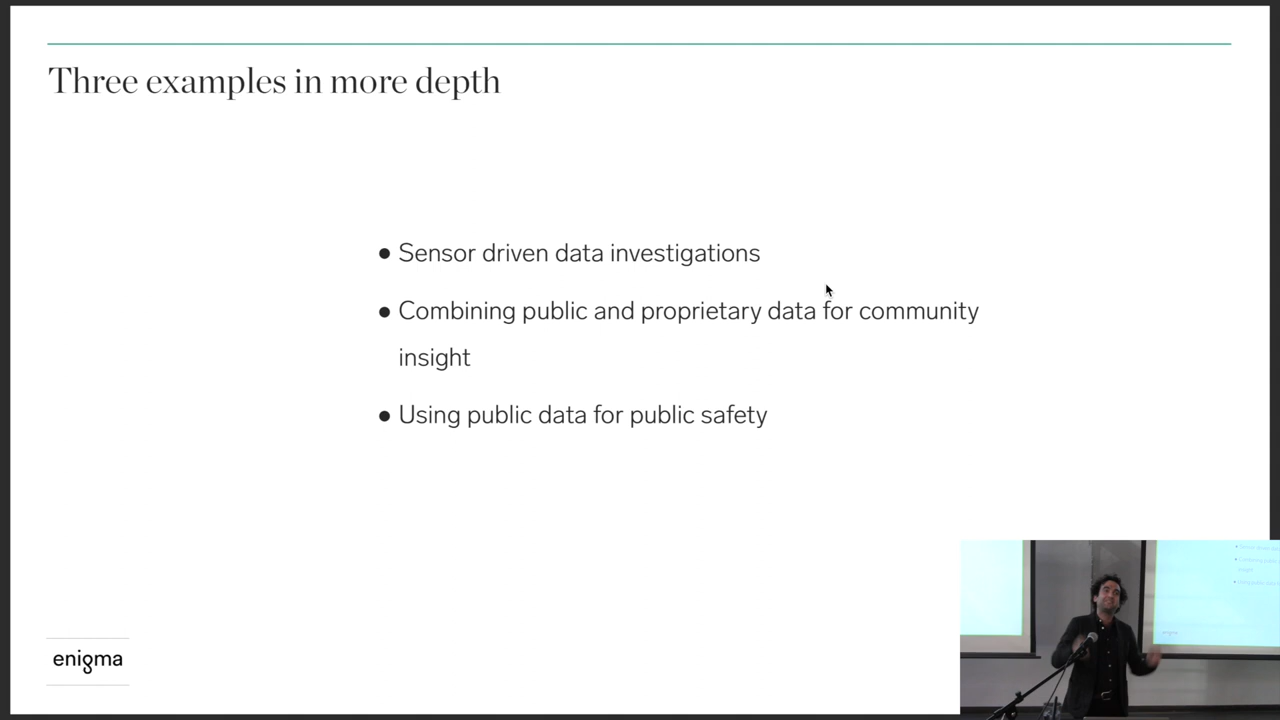 Three examples in more depth
● Sensor driven data investigations
● Combining public and proprietary data for community
insight
● Using public data for public safety
enigma